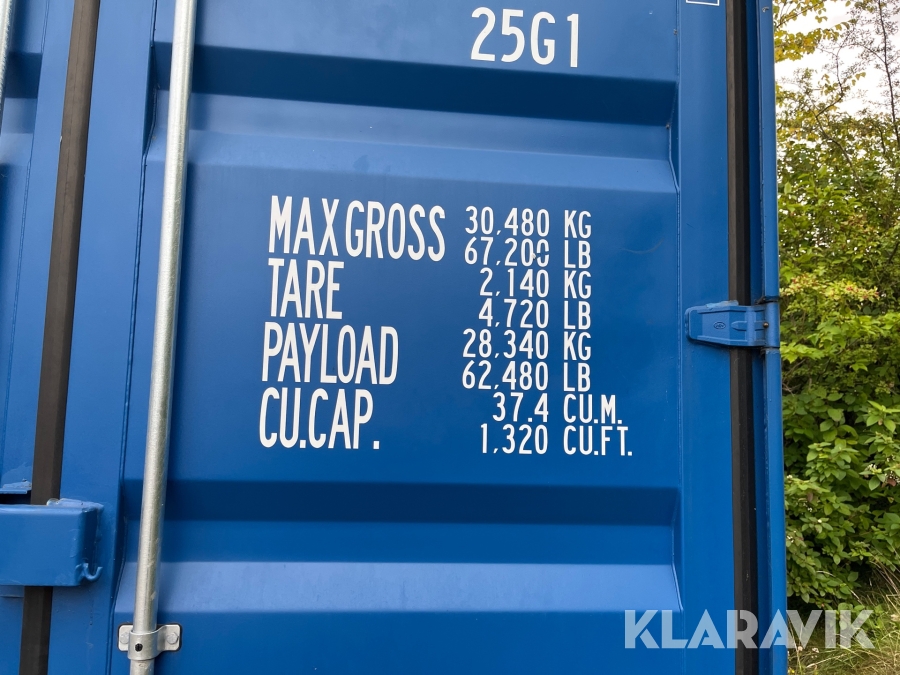 25G1
MAX GROSS 30,480 KG
67,200 LB
TARE 2,140 KG
4,720 LB
PAYLOAD 28,340 KG
62,480 LB
CU.CAP. 37.4 CU.M.
1,320 CU.FT.
KLARAVIK